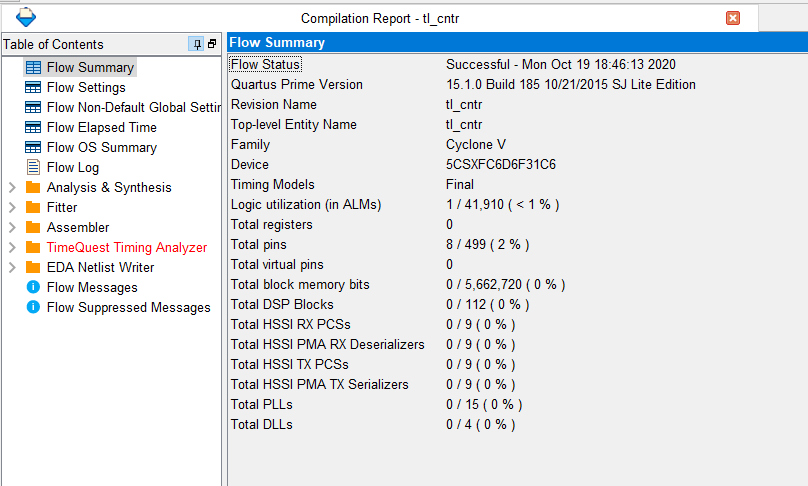 Compilation Report - tl_cntr
Table of Contents
Flow Summary
Flow Settings
Flow Non-Default Global Settin
Flow Elapsed Time
Flow OS Summary
Flow Log
Analysis & Synthesis
Fitter
Assembler
TimeQuest Timing Analyzer
EDA Netlist Writer
Flow Messages
Flow Suppressed Messages
Flow Summary
Flow Status Successful - Mon Oct 19 18:46:13 2020
Quartus Prime Version 15.1.0 Build 185 10/21/2015 SJ Lite Edition
Revision Name tl_cntr
Top-level Entity Name tl_cntr
Family Cyclone V
Device 5CSXFC6D6F31C6
Timing Models Final
Logic utilization (in ALMs) 1 / 41,910 ( < 1 % )
Total registers 0
Total pins 8 / 499 ( 2 % )
Total virtual pins 0
Total block memory bits 0 / 5,662,720 ( 0 % )
Total DSP Blocks 0 / 112 ( 0 % )
Total HSSI RX PCSs 0 / 9 ( 0 % )
Total HSSI PMA RX Deserializers 0 / 9 ( 0 % )
Total HSSI TX PCSs 0 / 9 ( 0 % )
Total HSSI PMA TX Serializers 0 / 9 ( 0 % )
Total PLLs 0 / 15 ( 0 % )
Total DLLs 0 / 4 ( 0 % )